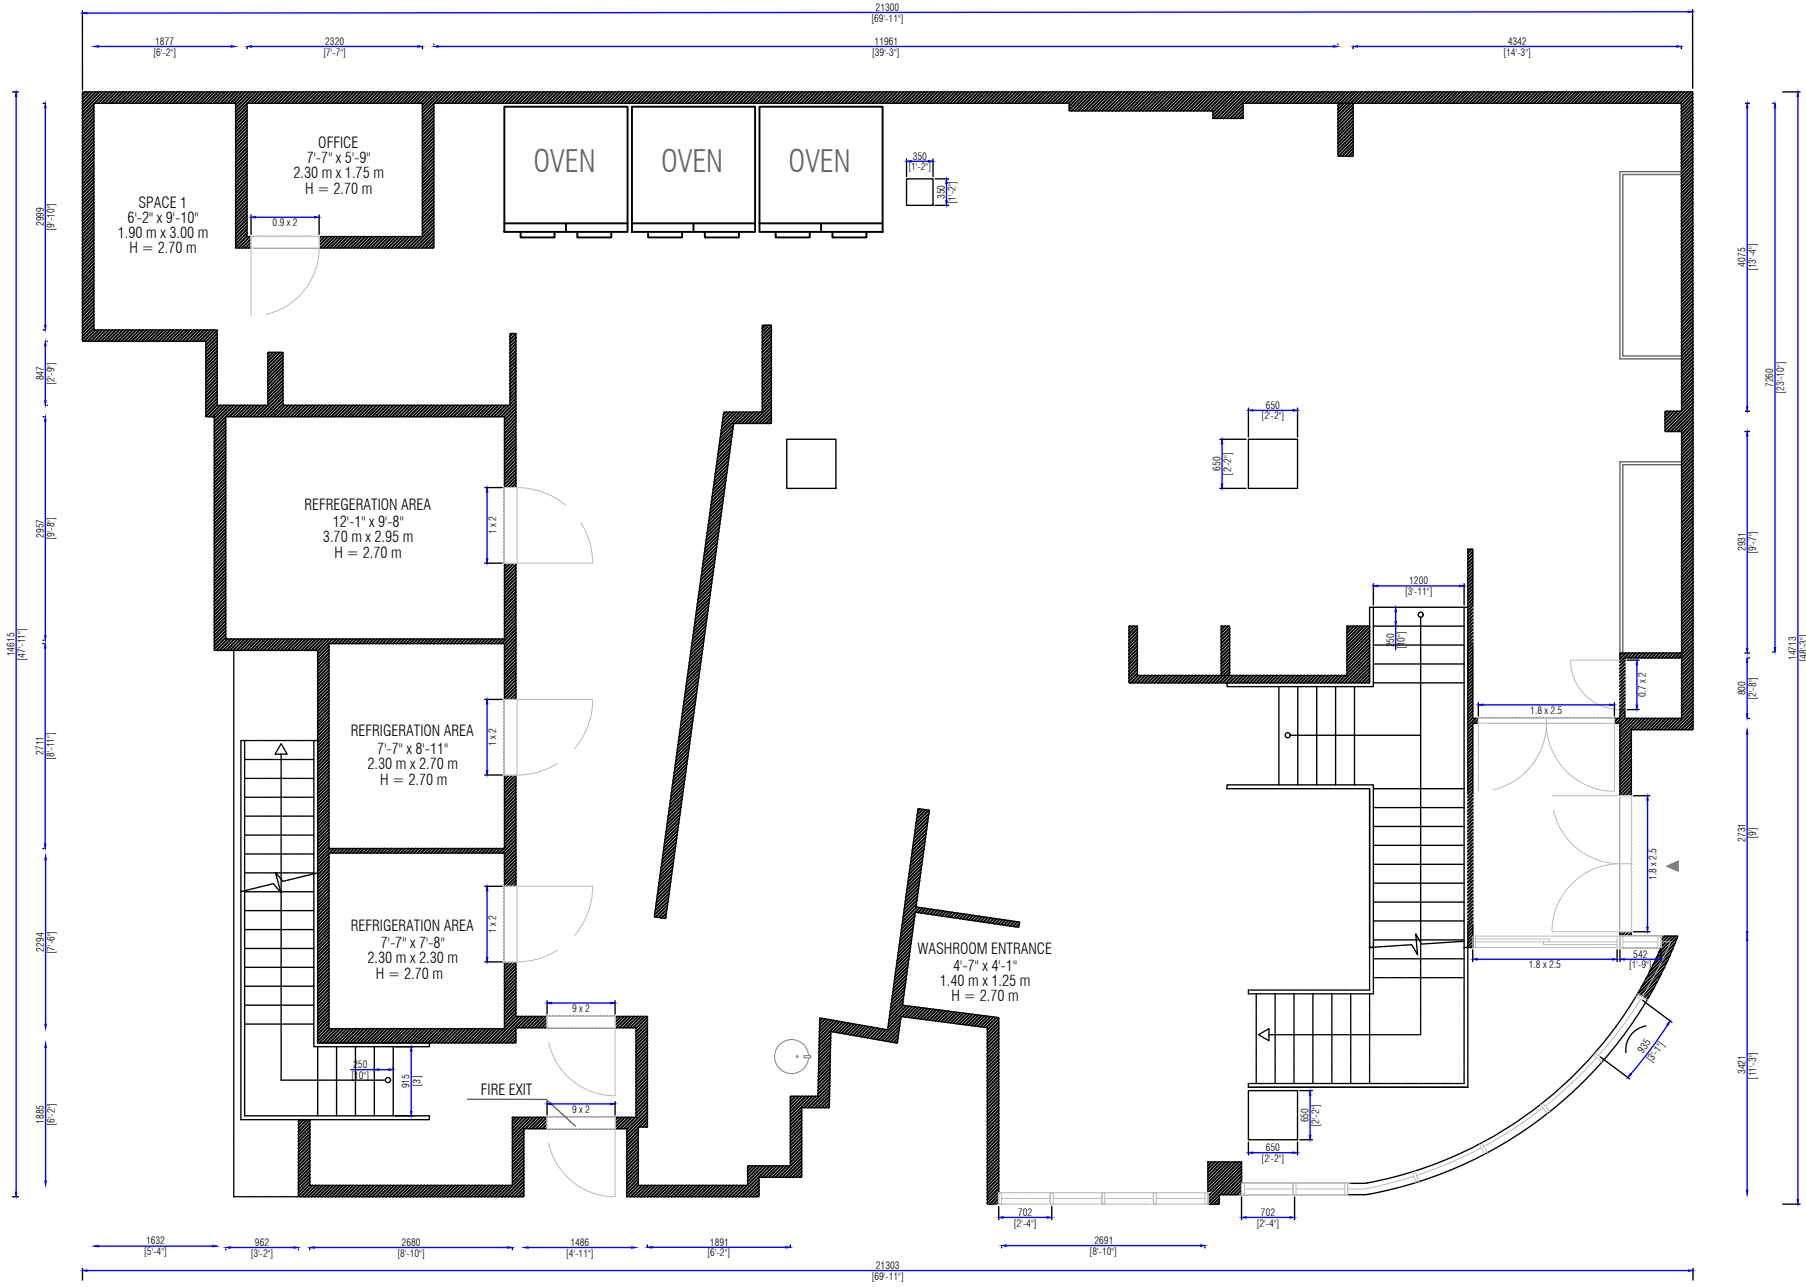 21300
[69'-11"]
1877
[6'-2"]
2320
[7'-7"]
11961
[39'-3"]
4342
[14'-3"]
OFFICE
7'-7" x 5'-9"
2.30 m x 1.75 m
H = 2.70 m
OVEN
OVEN
OVEN
350
[1'-2"]
350
[1'-2"]
SPACE 1
6'-2" x 9'-10"
1.90 m x 3.00 m
H = 2.70 m
0.9 x 2
2999
[9'-10"]
4075
[13'-4"]
7260
[23'-10"]
847
[2'-9"]
650
[2'-2"]
650
[2'-2"]
REFREGERATION AREA
12'-1" x 9'-8"
3.70 m x 2.95 m
H = 2.70 m
1 x 2
2957
[9'-8"]
2931
[9'-7"]
1200
[3'-11"]
250
[10"]
14615
[47'-11"]
14713
[48'-3"]
800
[2'-8"]
0.7 x 2
1.8 x 2.5
REFRIGERATION AREA
7'-7" x 8'-11"
2.30 m x 2.70 m
H = 2.70 m
1 x 2
2711
[8'-11"]
2731
[9']
1.8 x 2.5
REFRIGERATION AREA
7'-7" x 7'-8"
2.30 m x 2.30 m
H = 2.70 m
1 x 2
2294
[7'-6"]
WASHROOM ENTRANCE
4'-7" x 4'-1"
1.40 m x 1.25 m
H = 2.70 m
1.8 x 2.5
542
[1'-9"]
9 x 2
935
[3'-1"]
250
[10"]
915
[3']
FIRE EXIT
9 x 2
1885
[6'-2"]
3421
[11'-3"]
650
[2'-2"]
650
[2'-2"]
702
[2'-4"]
702
[2'-4"]
1632
[5'-4"]
962
[3'-2"]
2680
[8'-10"]
1486
[4'-11"]
1891
[6'-2"]
2691
[8'-10"]
21303
[69'-11"]